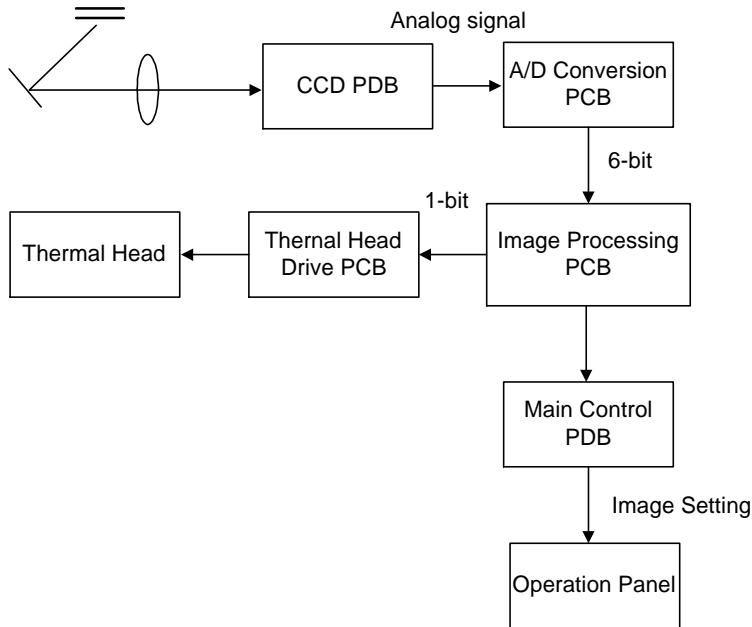 Analog signal
CCD PDB
A/D Conversion
PCB
6-bit
1-bit
Thermal Head
Thernal Head
Drive PCB
Image Processing
PCB
Main Control
PDB
Image Setting
Operation Panel